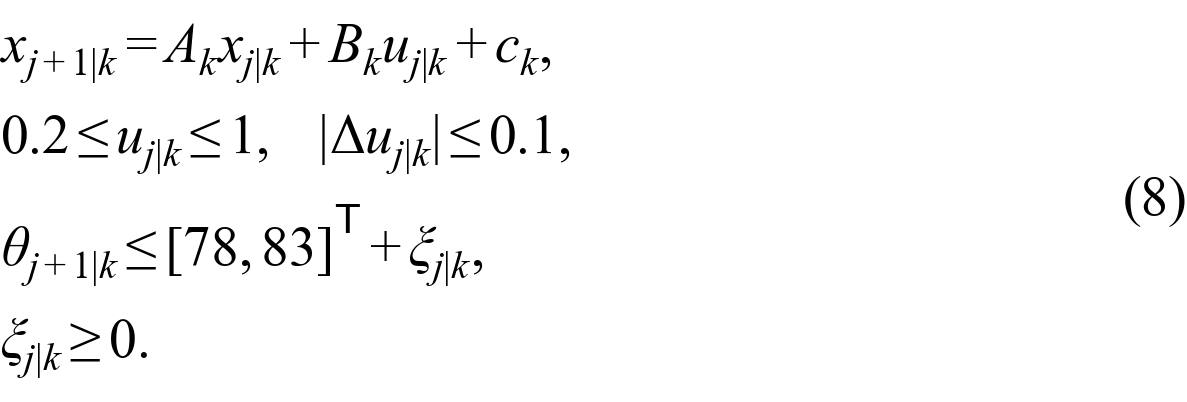 x_{j+1|k} = A_k x_{j|k} + B_k u_{j|k} + c_k,
0.2 ≤ u_{j|k} ≤ 1, |Δu_{j|k}| ≤ 0.1,
θ_{j+1|k} ≤ [78, 83]^T + ξ_{j|k},
ξ_{j|k} ≥ 0.
(8)